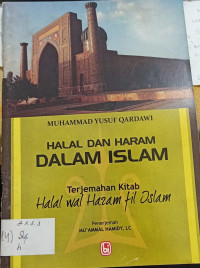 MUHAMMAD YUSUF QARDAWI
HALAL DAN HARAM
DALAM ISLAM
Terjemahan Kitab
Halal wal Haram fil Islam
Penerjemah
MU'AMMAL HAMIDY, LC